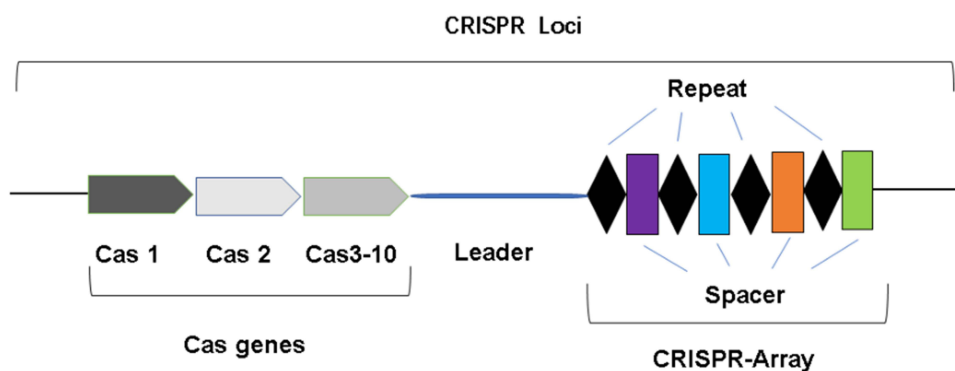 CRISPR Loci
Repeat
Cas 1 Cas 2 Cas3-10 Leader
Spacer
Cas genes
CRISPR-Array